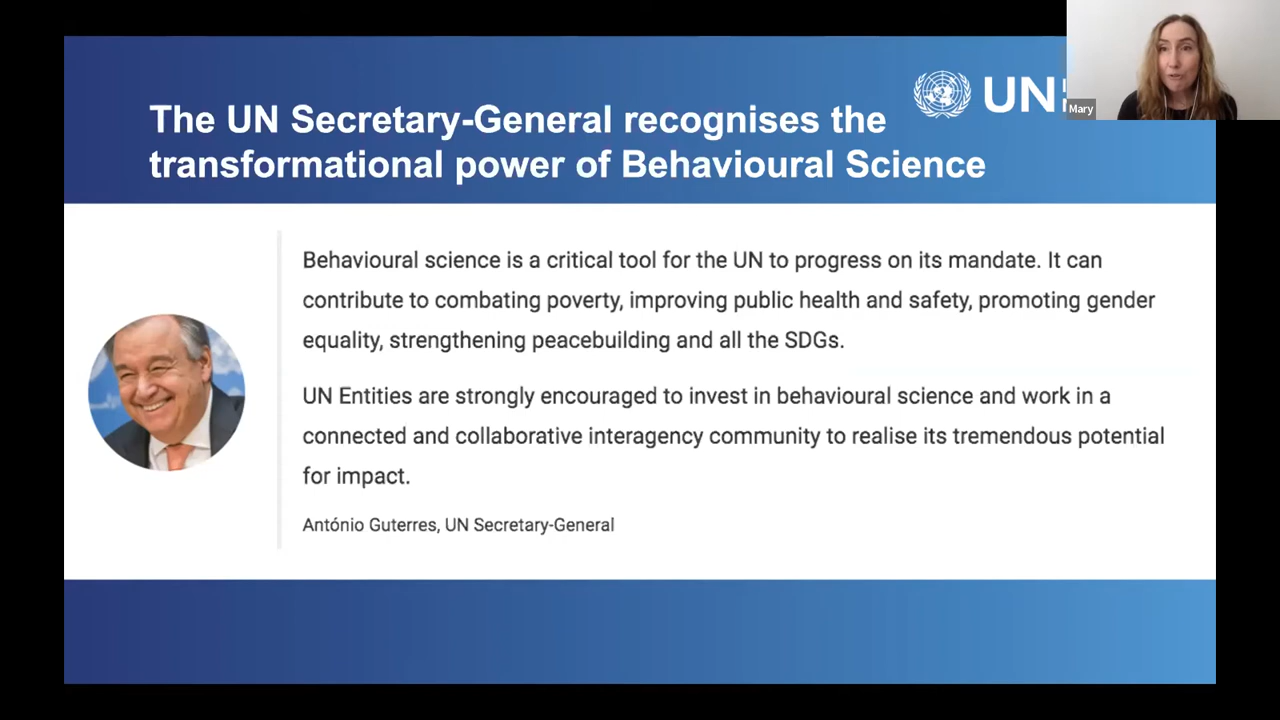 The UN Secretary-General recognises the
transformational power of Behavioural Science
UN
Mary
Behavioural science is a critical tool for the UN to progress on its mandate. It can
contribute to combating poverty, improving public health and safety, promoting gender
equality, strengthening peacebuilding and all the SDGs.
UN Entities are strongly encouraged to invest in behavioural science and work in a
connected and collaborative interagency community to realise its tremendous potential
for impact.
António Guterres, UN Secretary-General